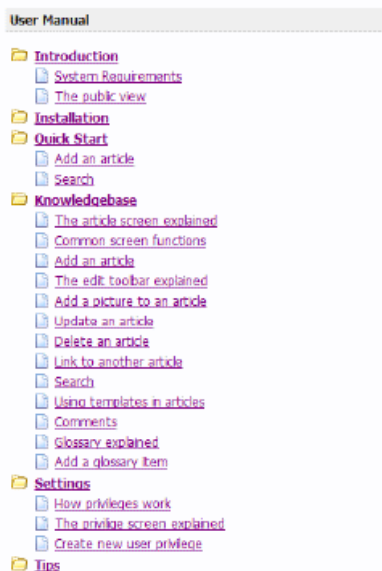 User Manual
Introduction
System Requirements
The public view
Installation
Quick Start
Add an article
Search
Knowledgebase
The article screen explained
Common screen functions
Add an article
The edit toolbar explained
Add a picture to an article
Update an article
Delete an article
Link to another article
Search
Using templates in articles
Comments
Glossary explained
Add a glossary item
Settings
How privileges work
The privilige screen explained
Create new user privilege
Tips